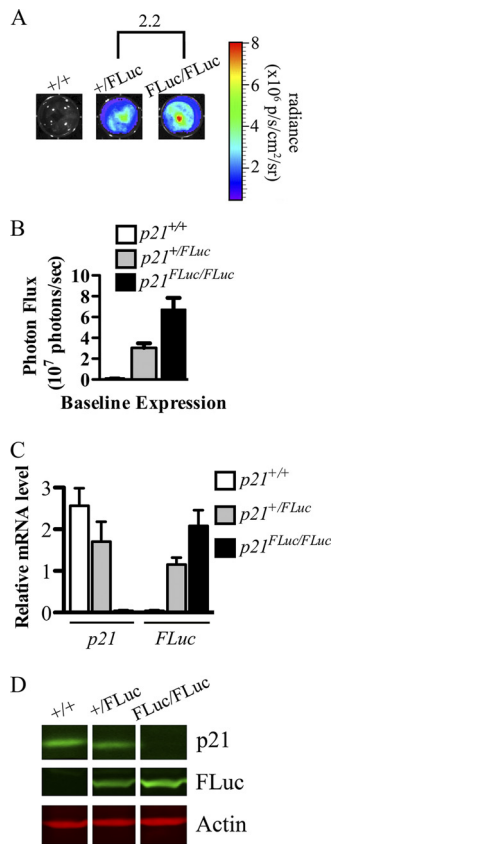 A
2.2
+/+
+/FLuc
FLuc/FLuc
8
6
4
2
radiance
(x10⁶ p/s/cm²/sr)
B
p21+/+
p21+/FLuc
p21FLuc/FLuc
Photon Flux
(10⁷ photons/sec)
10
8
6
4
2
0
Baseline Expression
C
Relative mRNA level
3
2
1
0
p21+/+
p21+/FLuc
p21FLuc/FLuc
p21 FLuc
D
+/+
+/FLuc
FLuc/FLuc
p21
FLuc
Actin